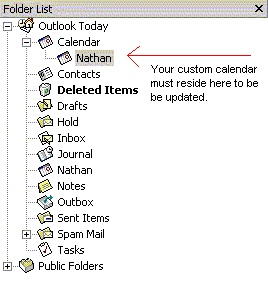 Folder List
Outlook Today
Calendar
Nathan
Contacts
Deleted Items
Drafts
Hold
Inbox
Journal
Nathan
Notes
Outbox
Sent Items
Spam Mail
Tasks
Public Folders
Your custom calendar
must reside here to be
be updated.